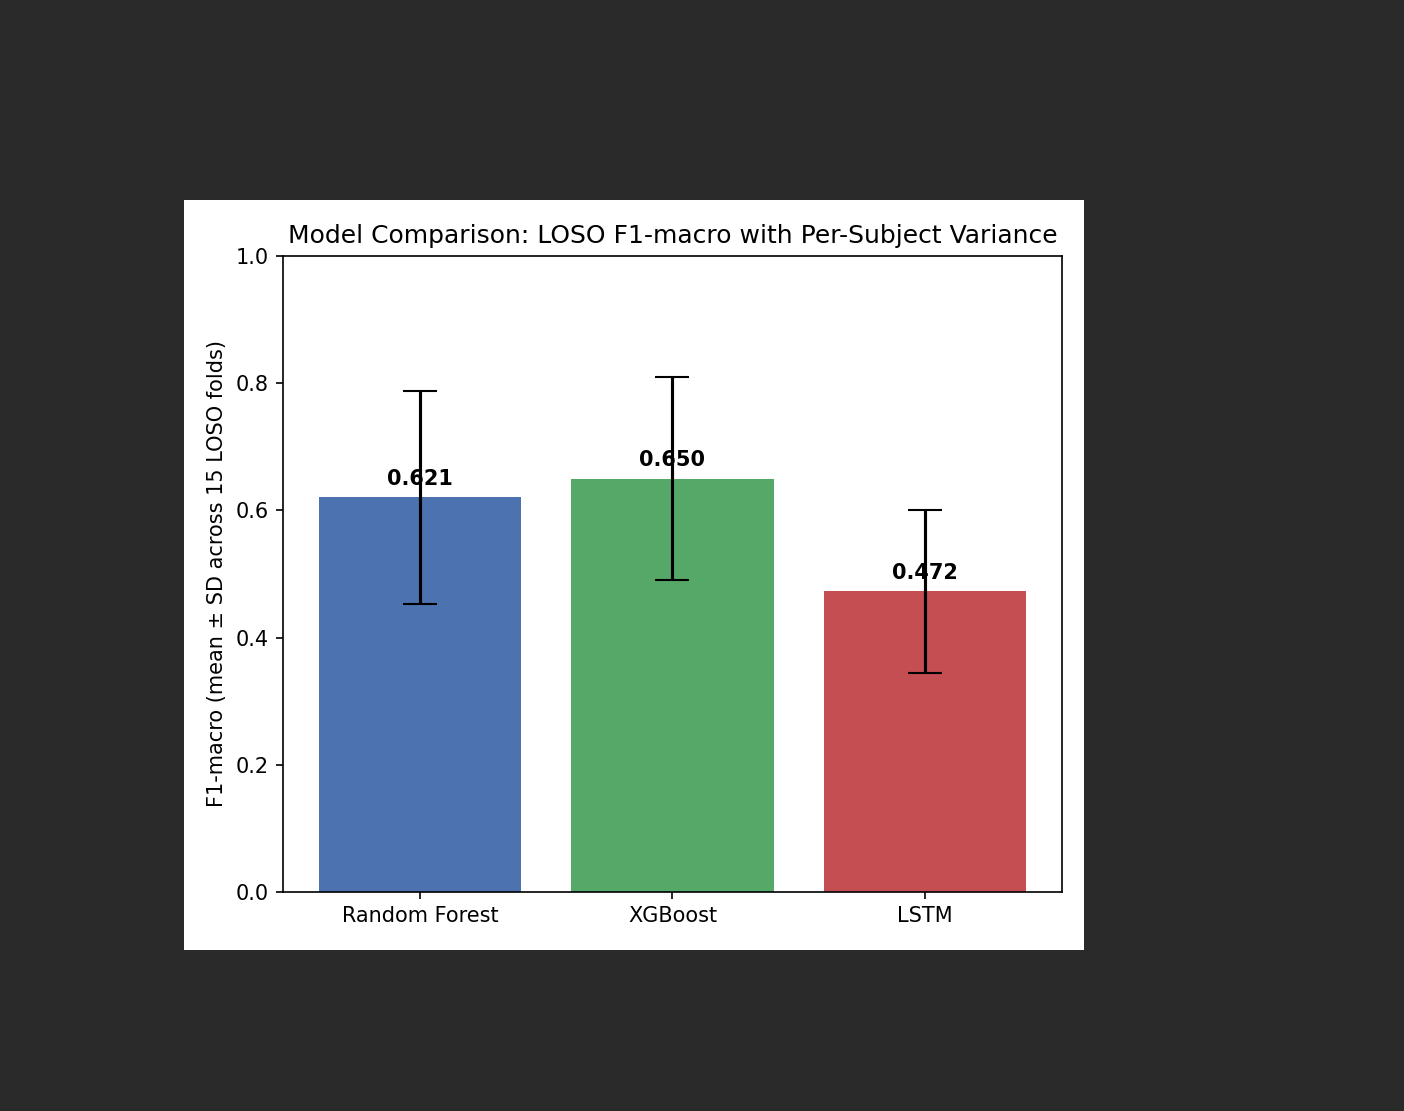 Model Comparison: LOSO F1-macro with Per-Subject Variance
F1-macro (mean ± SD across 15 LOSO folds)
1.0
0.8
0.6
0.4
0.2
0.0
0.621
0.650
0.472
Random Forest
XGBoost
LSTM